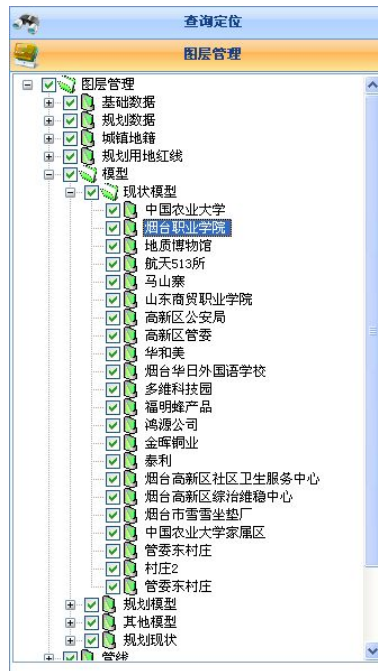 查询定位
图层管理
图层管理
基础数据
规划数据
城镇地籍
规划用地红线
模型
现状模型
中国农业大学
烟台职业学院
地质博物馆
航天513所
马山寨
山东商贸职业学院
高新区公安局
高新区管委
华和美
烟台华日外国语学校
多维科技园
福明蜂产品
鸿源公司
金晖铜业
泰利
烟台高新区社区卫生服务中心
烟台高新区综治维稳中心
烟台市雪雪坐垫厂
中国农业大学家属区
管委东村庄
村庄2
管委东村庄
规划模型
其他模型
规划现状
管线